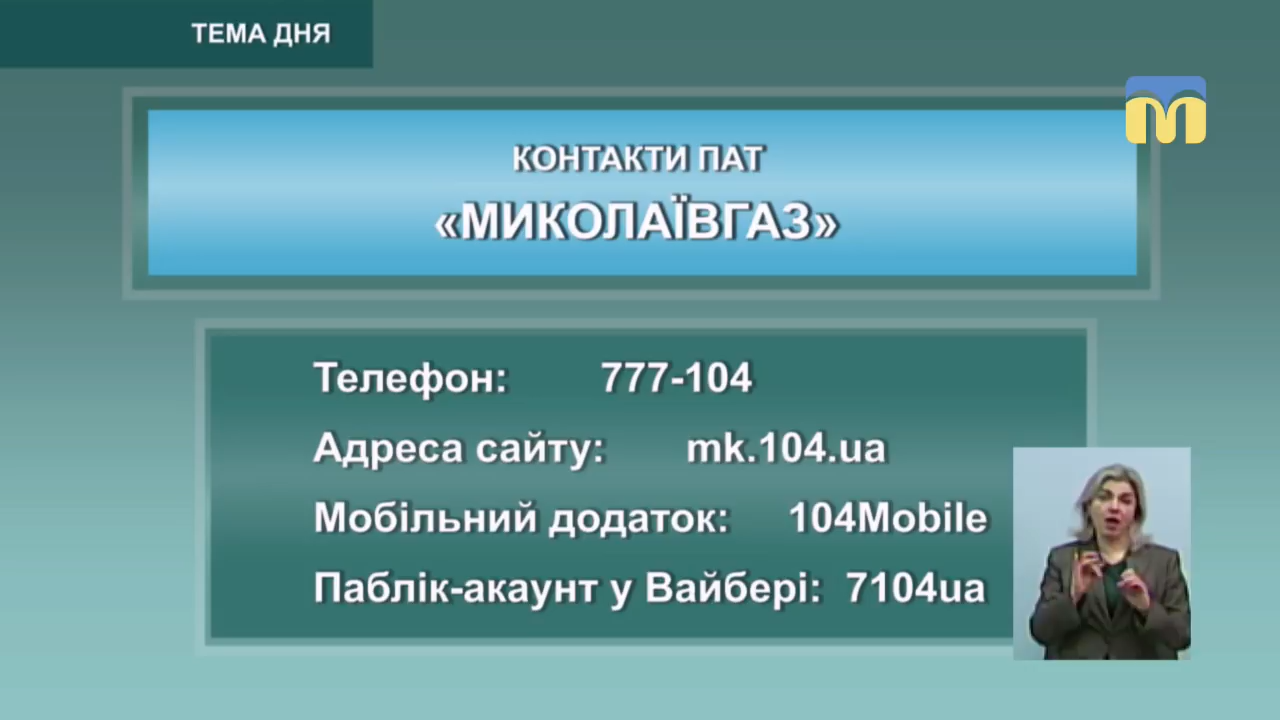 ТЕМА ДНЯ
КОНТАКТИ ПАТ
«МИКОЛАЇВГАЗ»
Телефон: 777-104
Адреса сайту: mk.104.ua
Мобільний додаток: 104Mobile
Паблік-акаунт у Вайбері: 7104ua